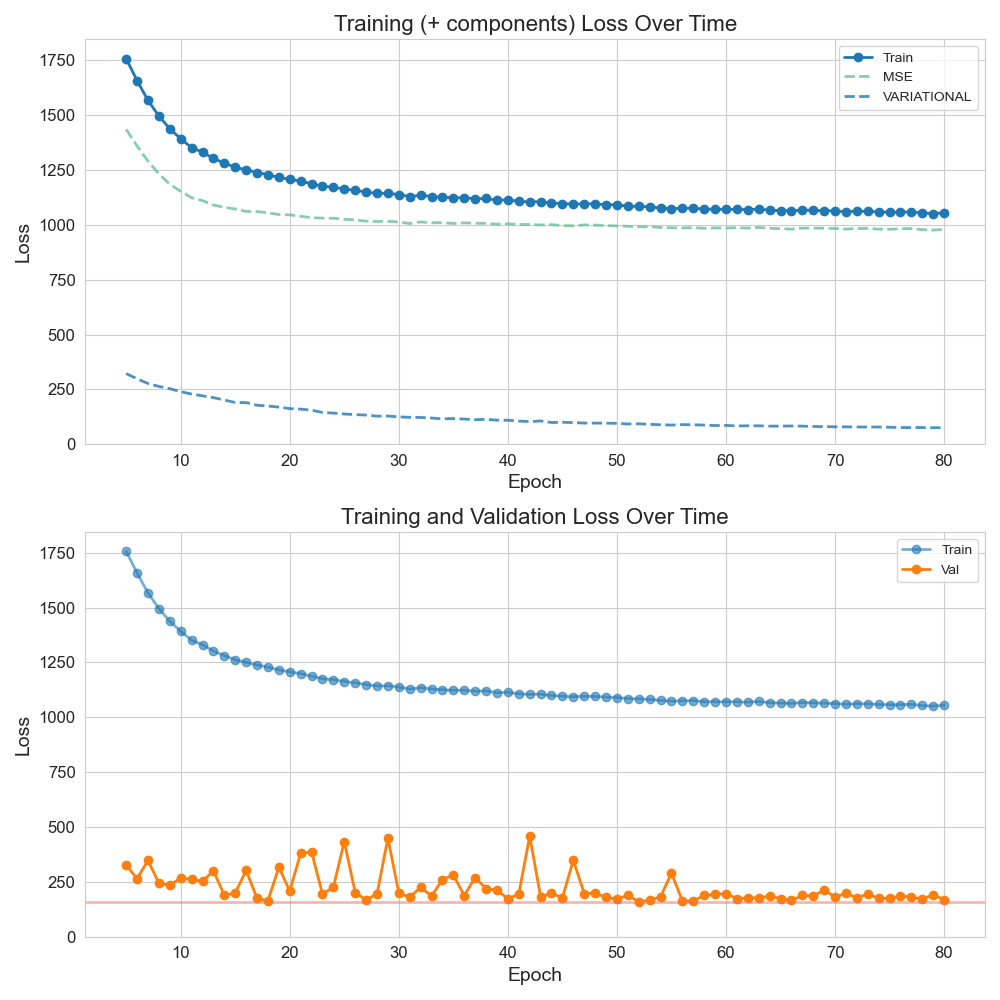 Training (+ components) Loss Over Time
Train
MSE
VARIATIONAL
1750
1500
1250
1000
750
500
250
0
Loss
10 20 30 40 50 60 70 80
Epoch
Training and Validation Loss Over Time
Train
Val
1750
1500
1250
1000
750
500
250
0
Loss
10 20 30 40 50 60 70 80
Epoch